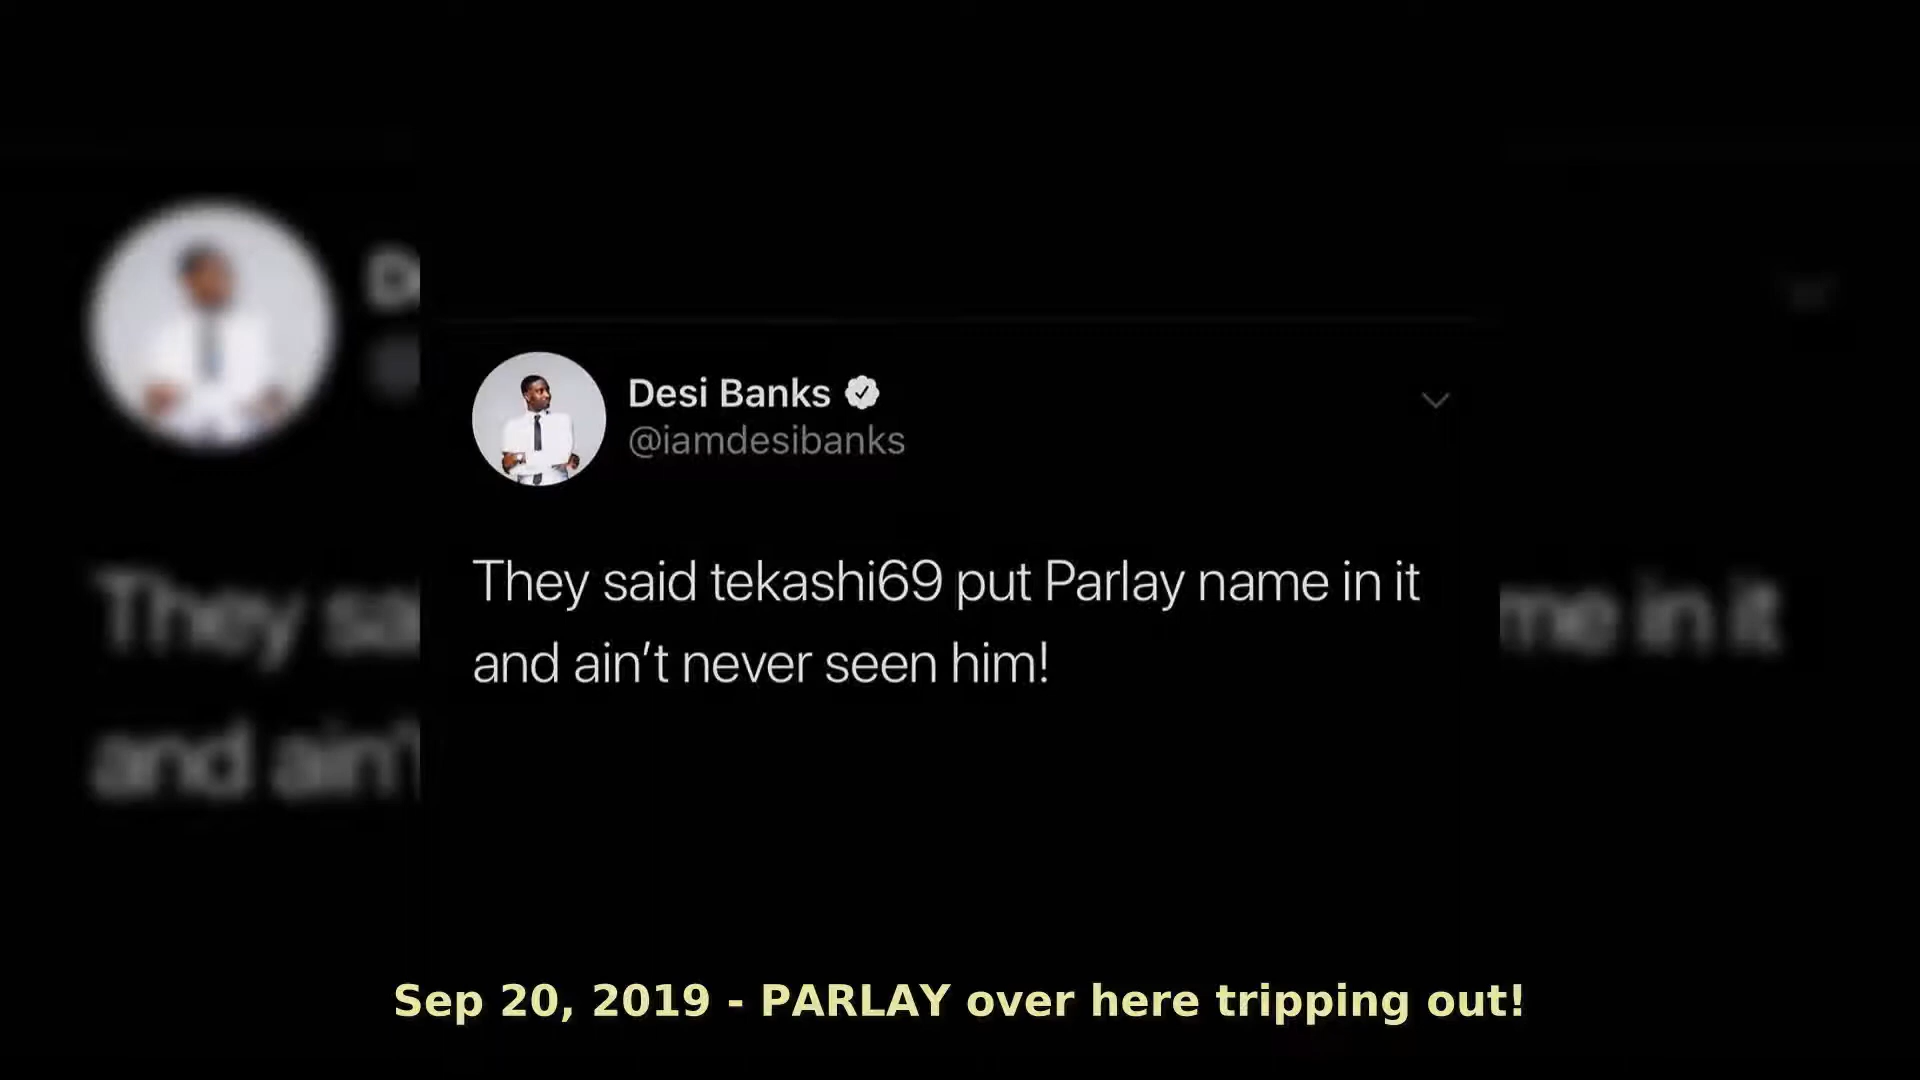 Desi Banks
@iamdesibanks
They said tekashi69 put Parlay name in it
and ain’t never seen him!
Sep 20, 2019 - PARLAY over here tripping out!